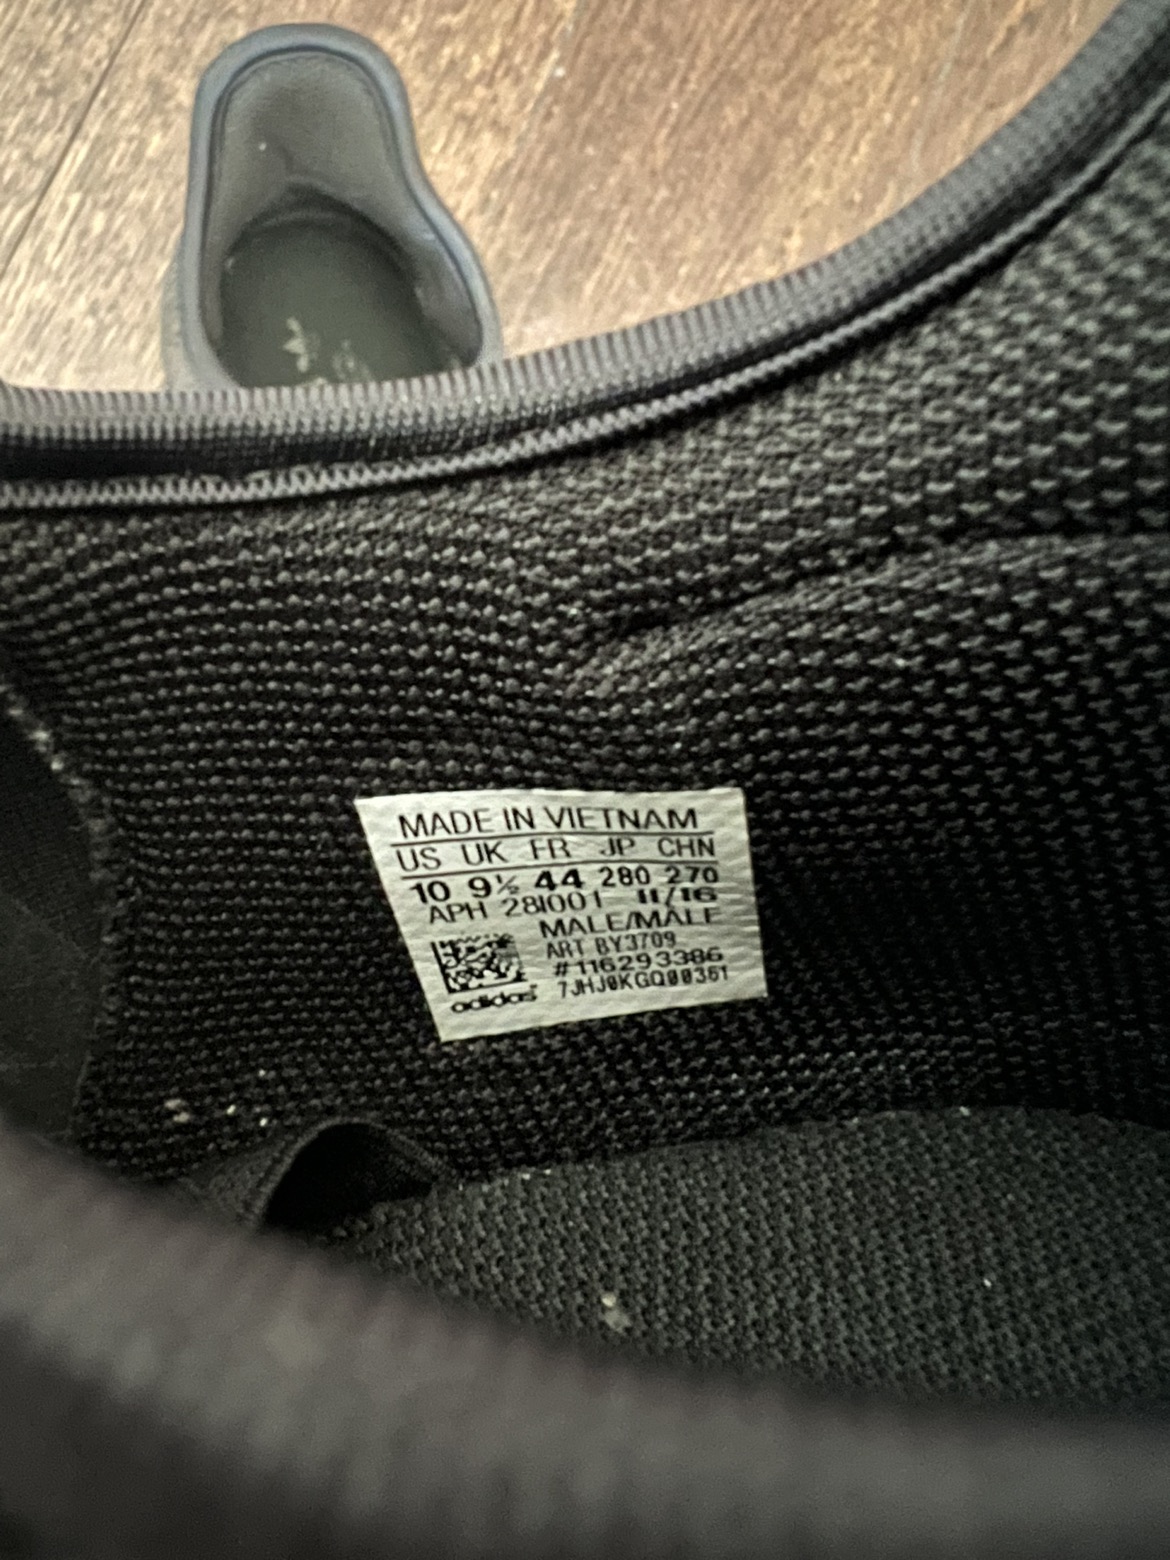 MADE IN VIETNAM
US UK FR JP CHN
10 9½ 44 280 270
APH 281001 11/16
MALE/MALE
ART BY3709
#116293386
7JHJ0KGQ00361
adidas